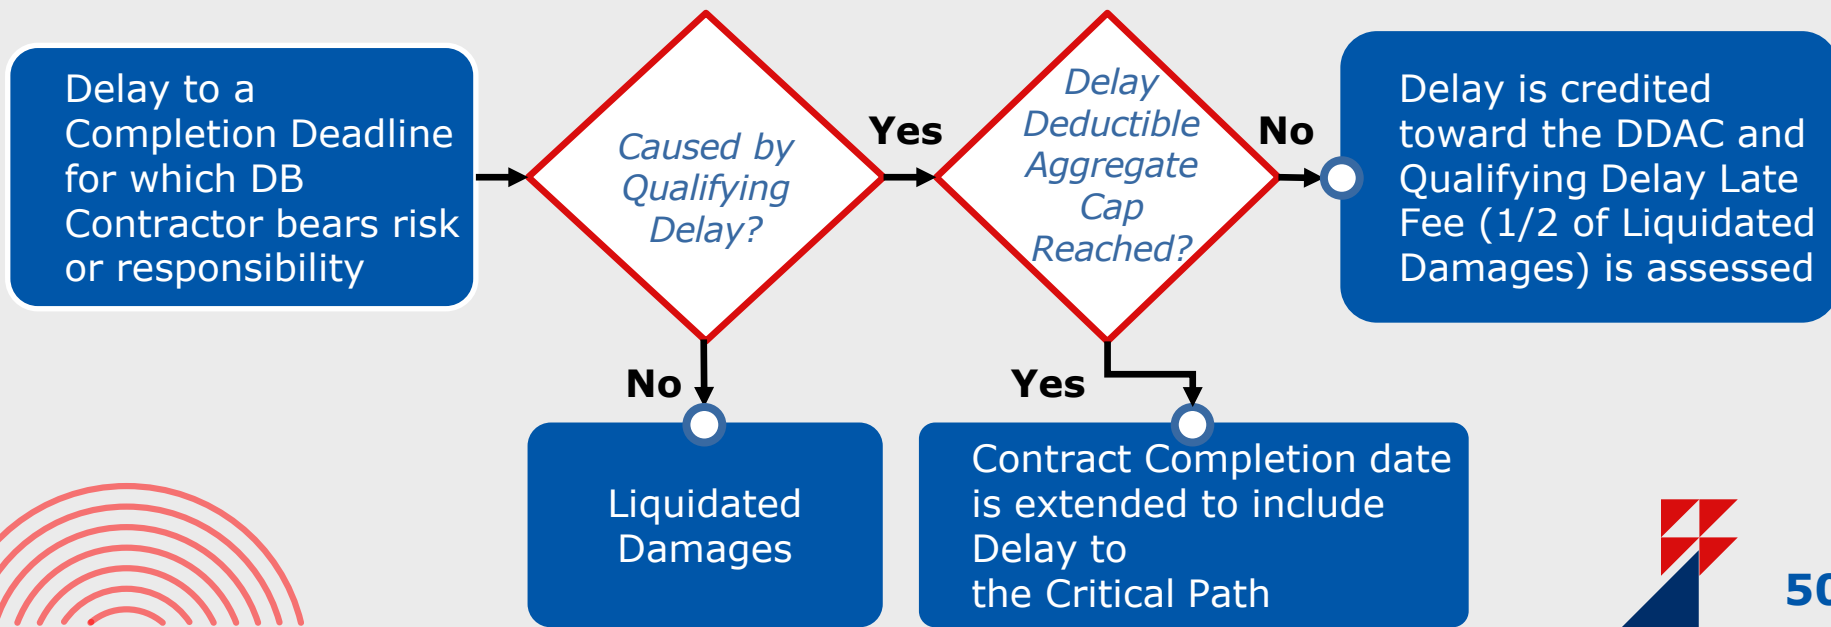 Delay to a
Completion Deadline
for which DB
Contractor bears risk
or responsibility
Caused by
Qualifying
Delay?
Yes
Delay
Deductible
Aggregate
Cap
Reached?
No
Delay is credited
toward the DDAC and
Qualifying Delay Late
Fee (1/2 of Liquidated
Damages) is assessed
No
Liquidated
Damages
Yes
Contract Completion date
is extended to include
Delay to
the Critical Path
50